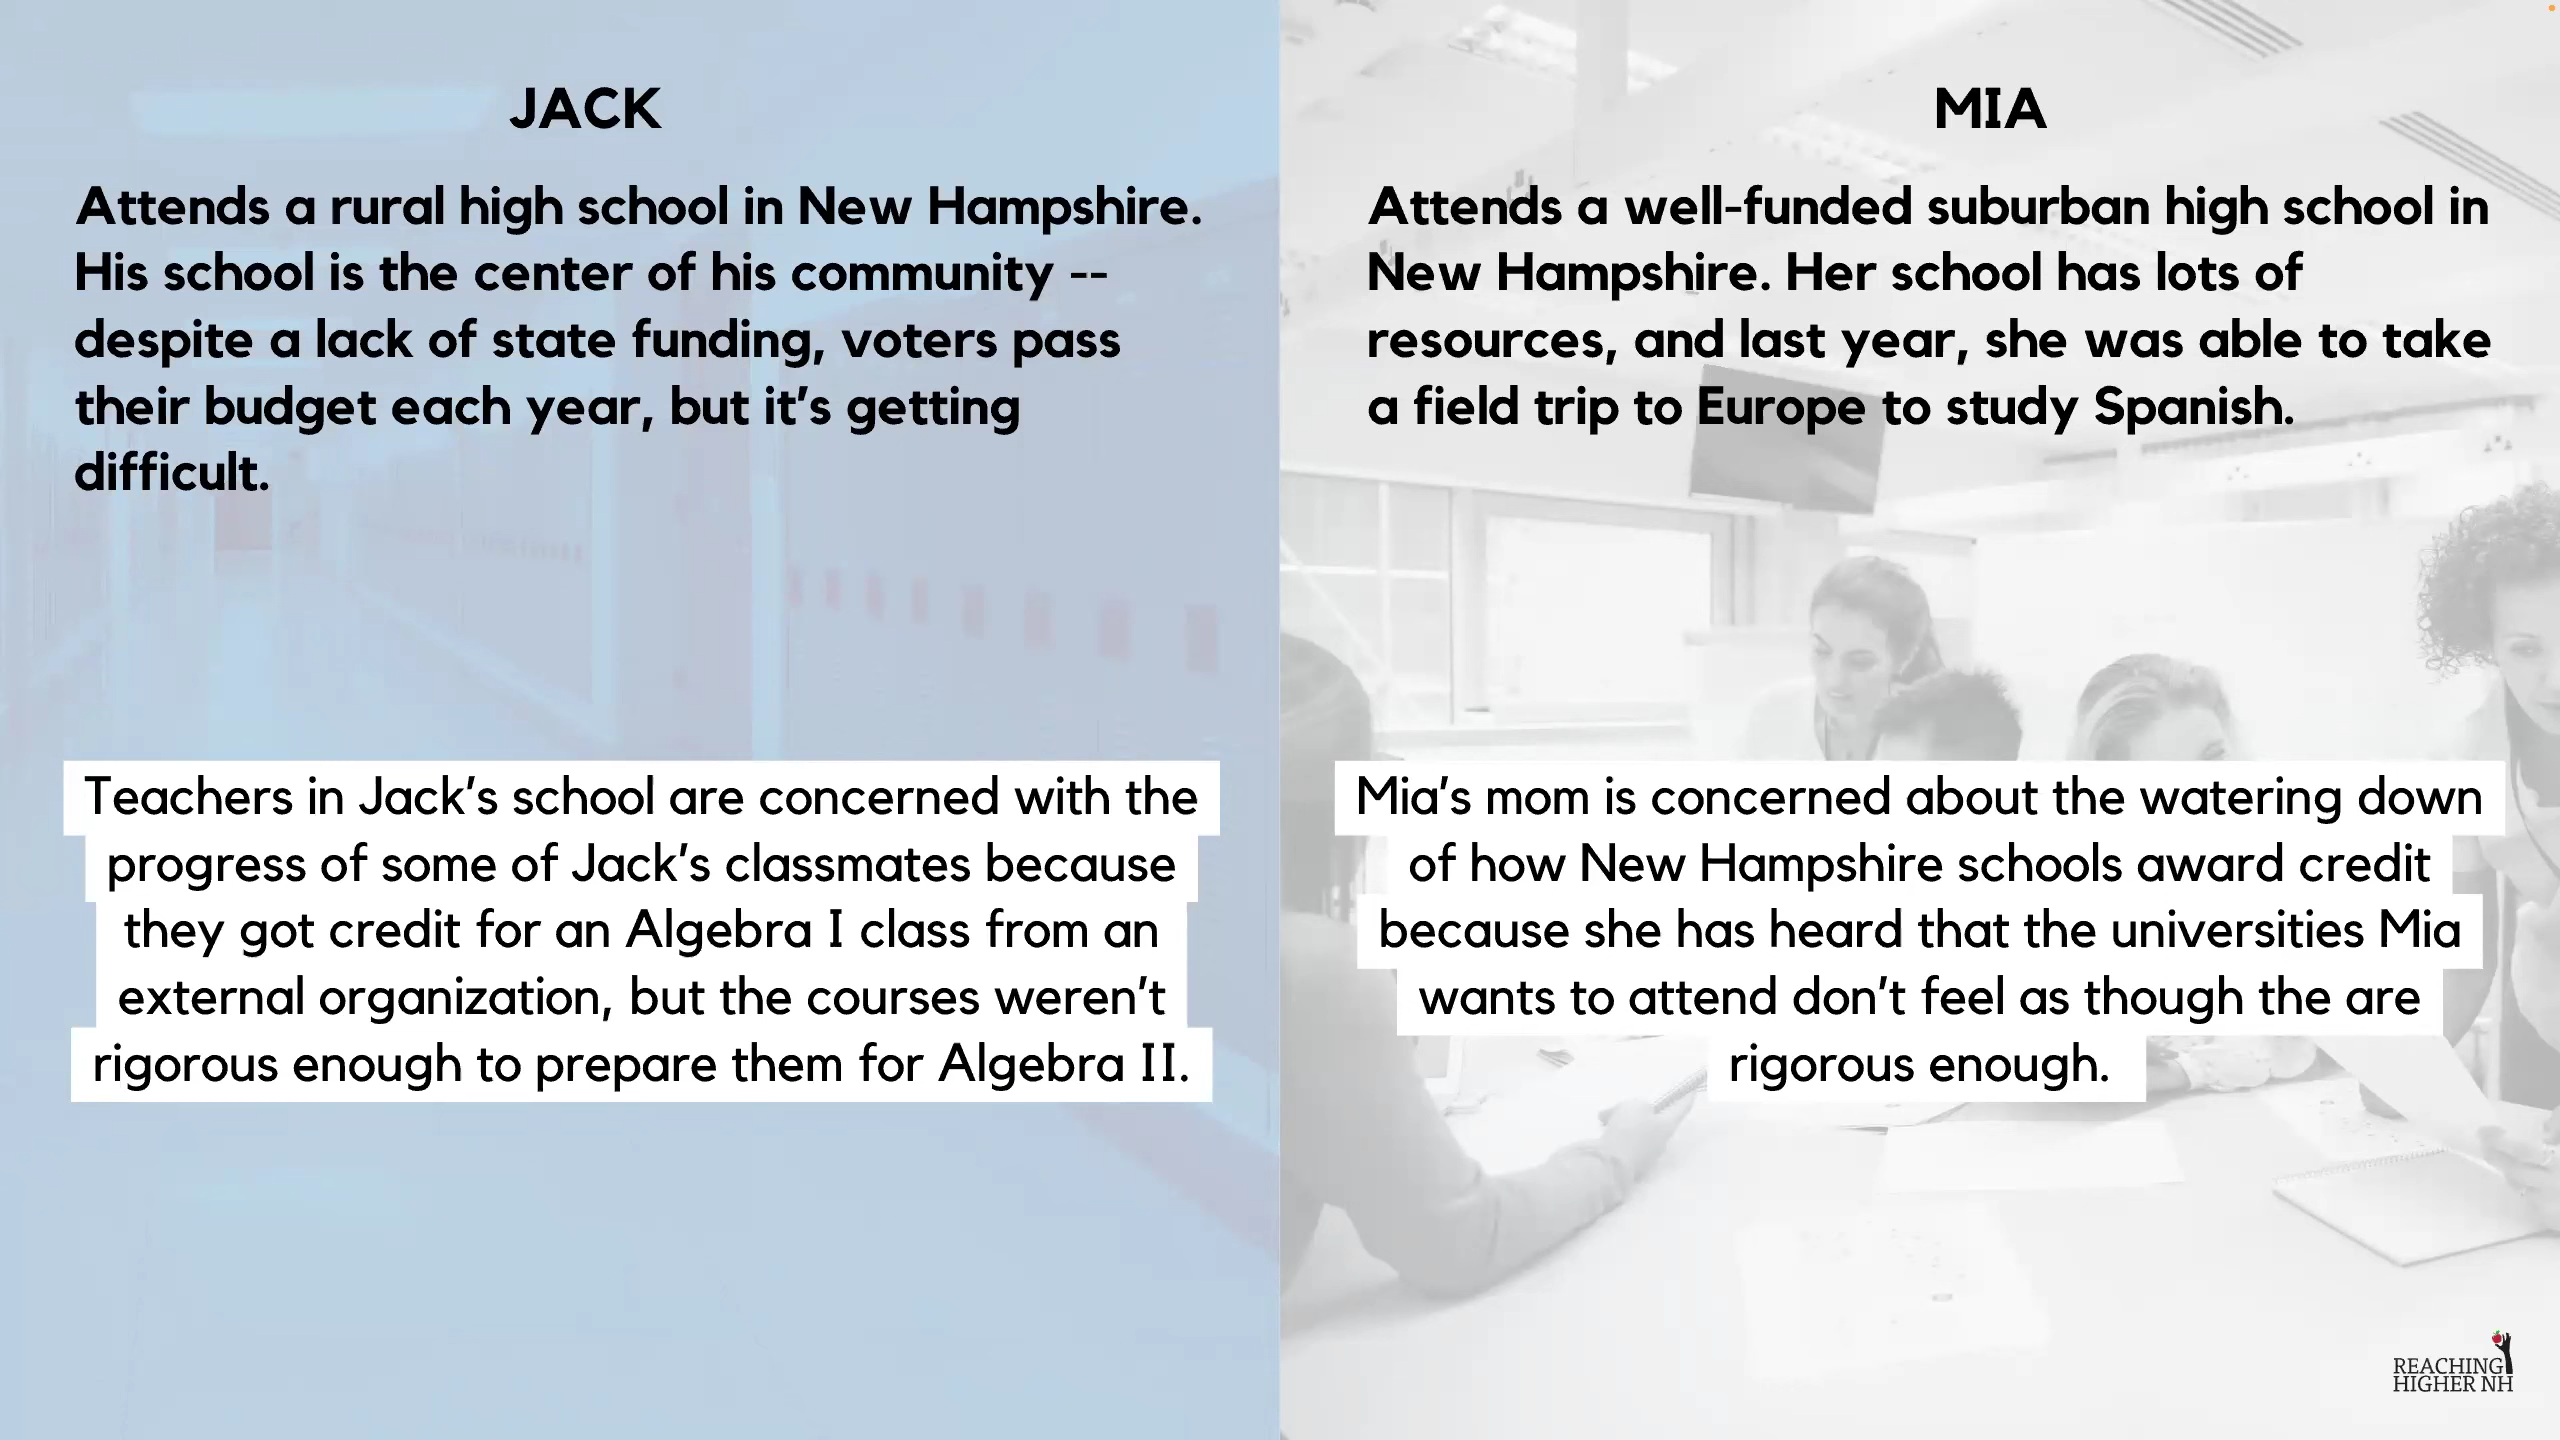 JACK
Attends a rural high school in New Hampshire.
His school is the center of his community --
despite a lack of state funding, voters pass
their budget each year, but it's getting
difficult.
Teachers in Jack's school are concerned with the
progress of some of Jack's classmates because
they got credit for an Algebra I class from an
external organization, but the courses weren't
rigorous enough to prepare them for Algebra II.
MIA
Attends a well-funded suburban high school in
New Hampshire. Her school has lots of
resources, and last year, she was able to take
a field trip to Europe to study Spanish.
Mia's mom is concerned about the watering down
of how New Hampshire schools award credit
because she has heard that the universities Mia
wants to attend don't feel as though the are
rigorous enough.
REACHING
HIGHER NH